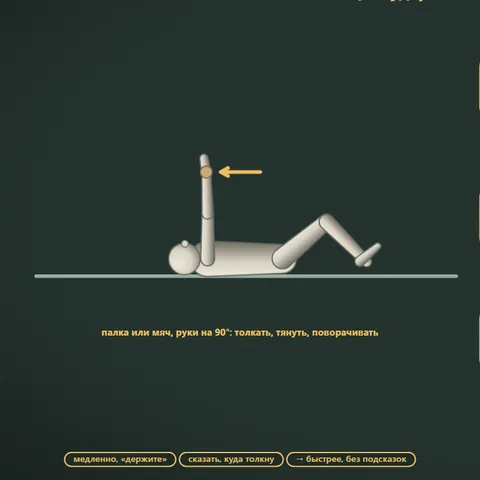 палка или мяч, руки на 90°: толкать, тянуть, поворачивать
медленно, «держите»
сказать, куда толкну
→ быстрее, без подсказок